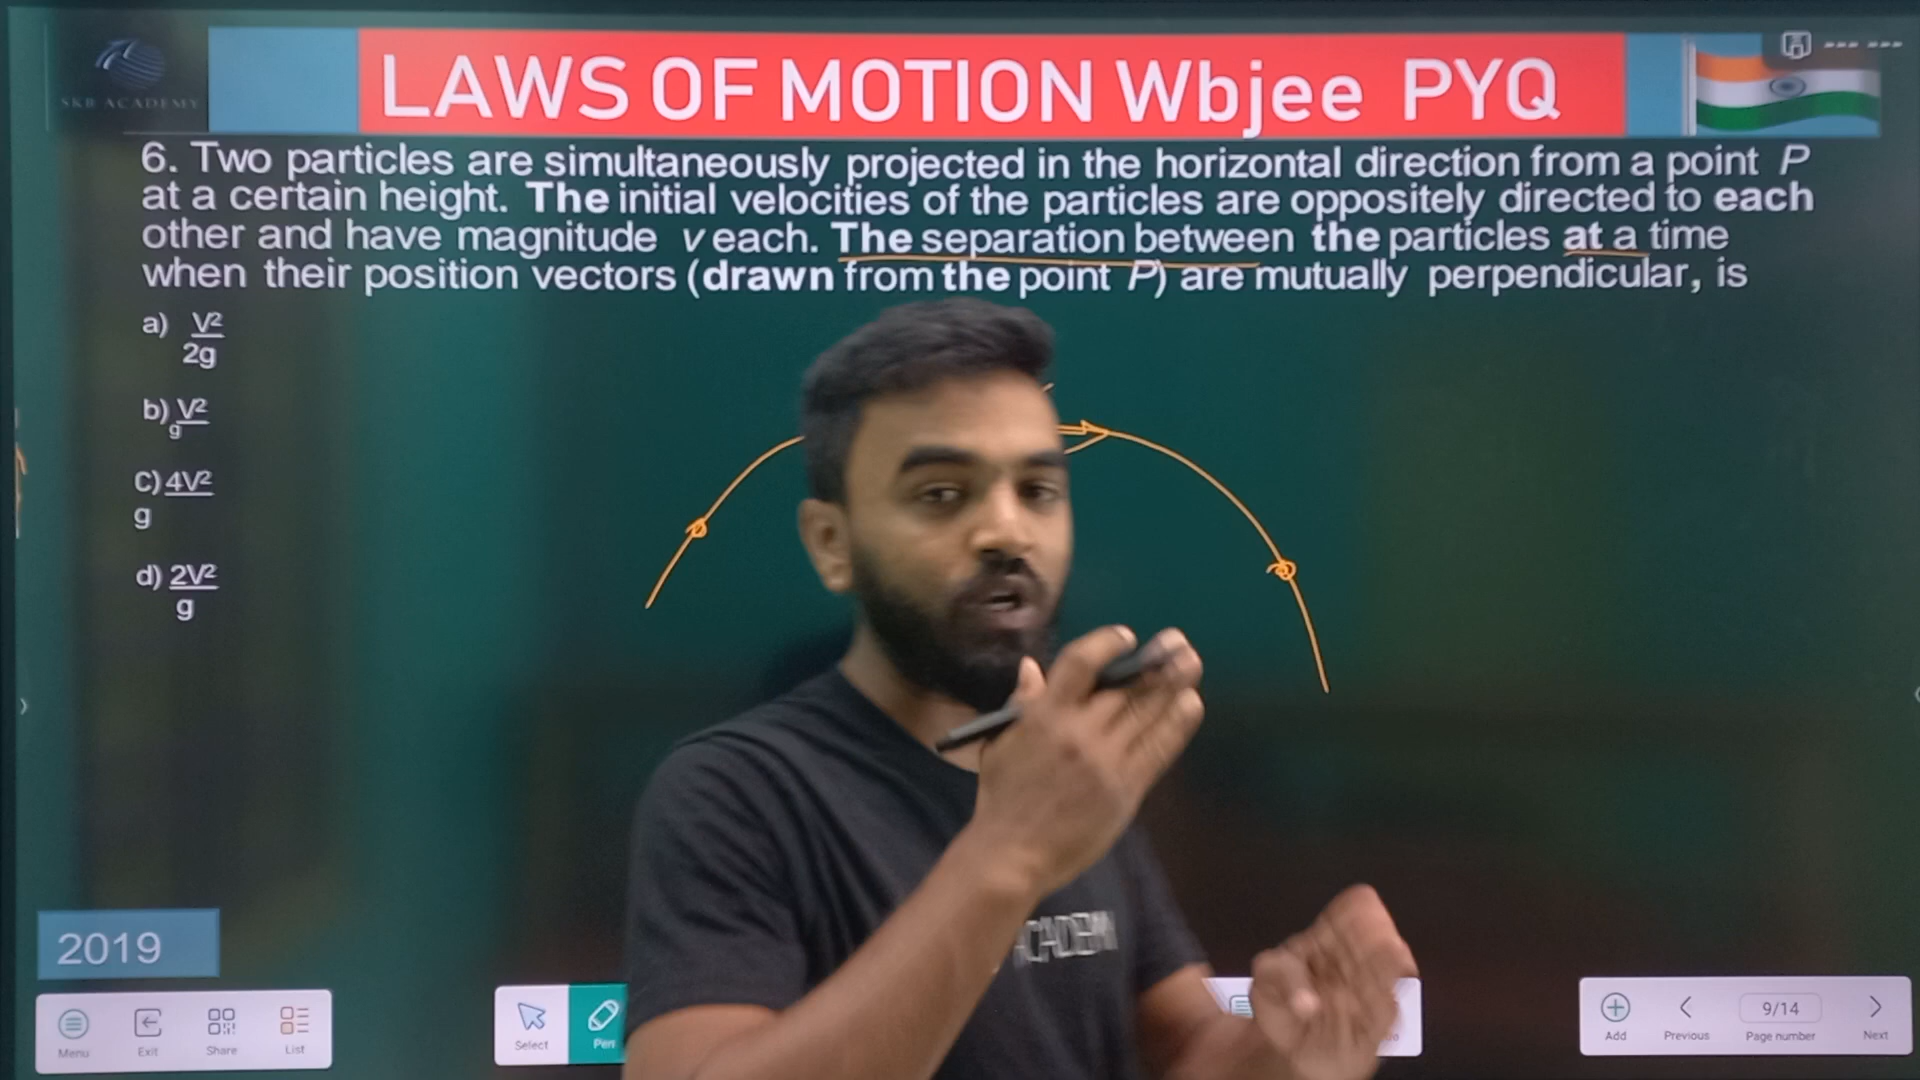 SKB ACADEMY
LAWS OF MOTION Wbjee PYQ
6. Two particles are simultaneously projected in the horizontal direction from a point P
at a certain height. The initial velocities of the particles are oppositely directed to each
other and have magnitude v each. The separation between the particles at a time
when their position vectors (drawn from the point P) are mutually perpendicular, is
a) V²
2g
b) V²
g
C) 4V²
g
d) 2V²
g
2019
ACADEMY
Menu
Exit
Share
List
Select
Pen
Add
Previous
9/14
Page number
Next